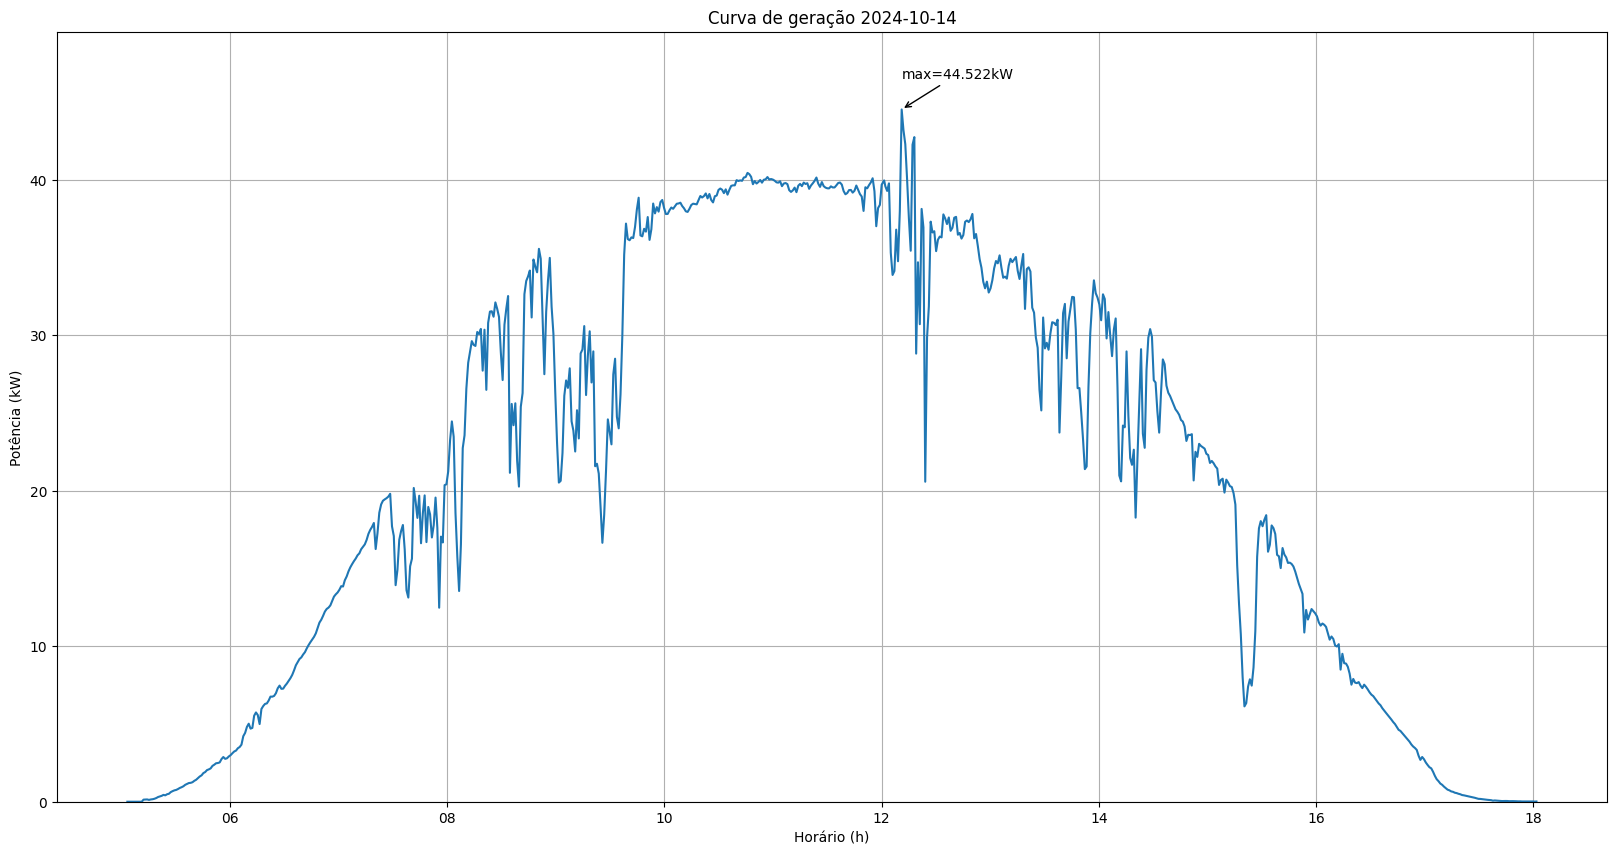 Curva de geração 2024-10-14
max=44.522kW
Potência (kW)
40
30
20
10
0
06 08 10 12 14 16 18
Horário (h)